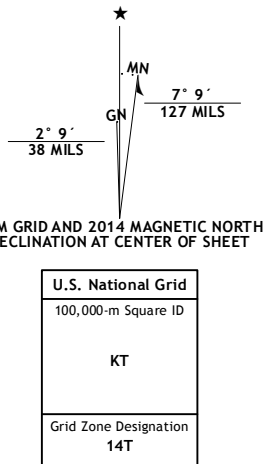 ★
MN
GN
7° 9´
127 MILS
2° 9´
38 MILS
M GRID AND 2014 MAGNETIC NORTH
ECLINATION AT CENTER OF SHEET
U.S. National Grid
100,000-m Square ID
KT
Grid Zone Designation
14T